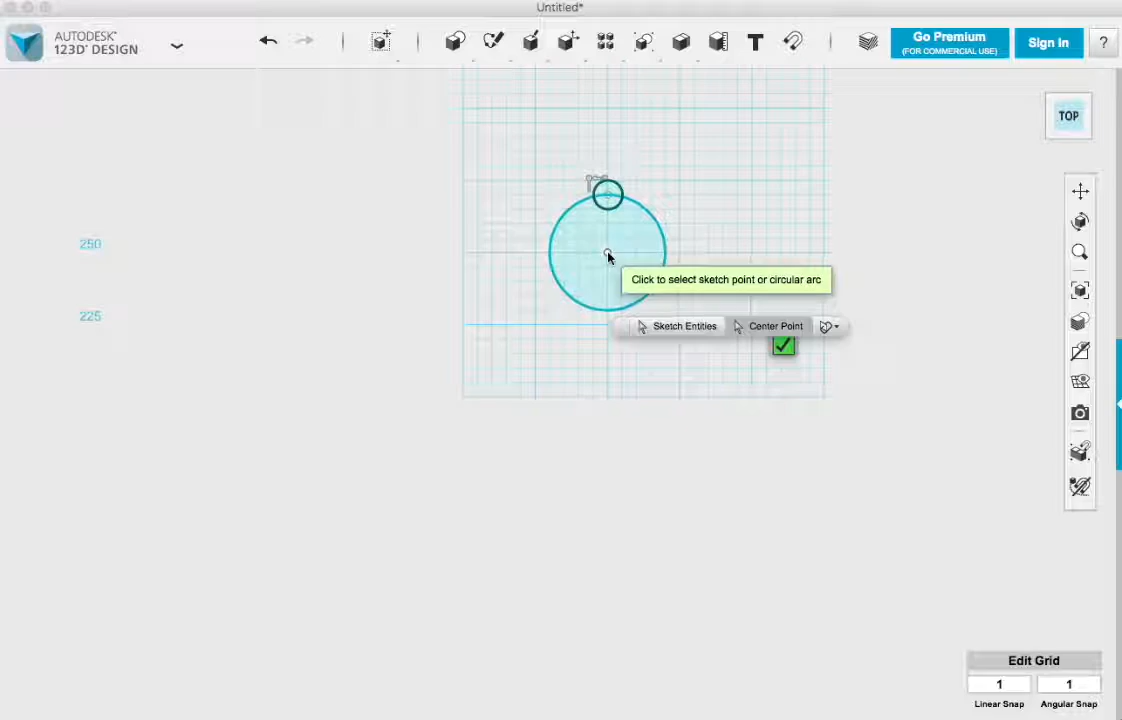 Untitled*
AUTODESK®
123D® DESIGN
T
Go Premium
(FOR COMMERCIAL USE)
Sign In
?
TOP
250
Click to select sketch point or circular arc
225
Sketch Entities
Center Point
Edit Grid
1
1
Linear Snap
Angular Snap